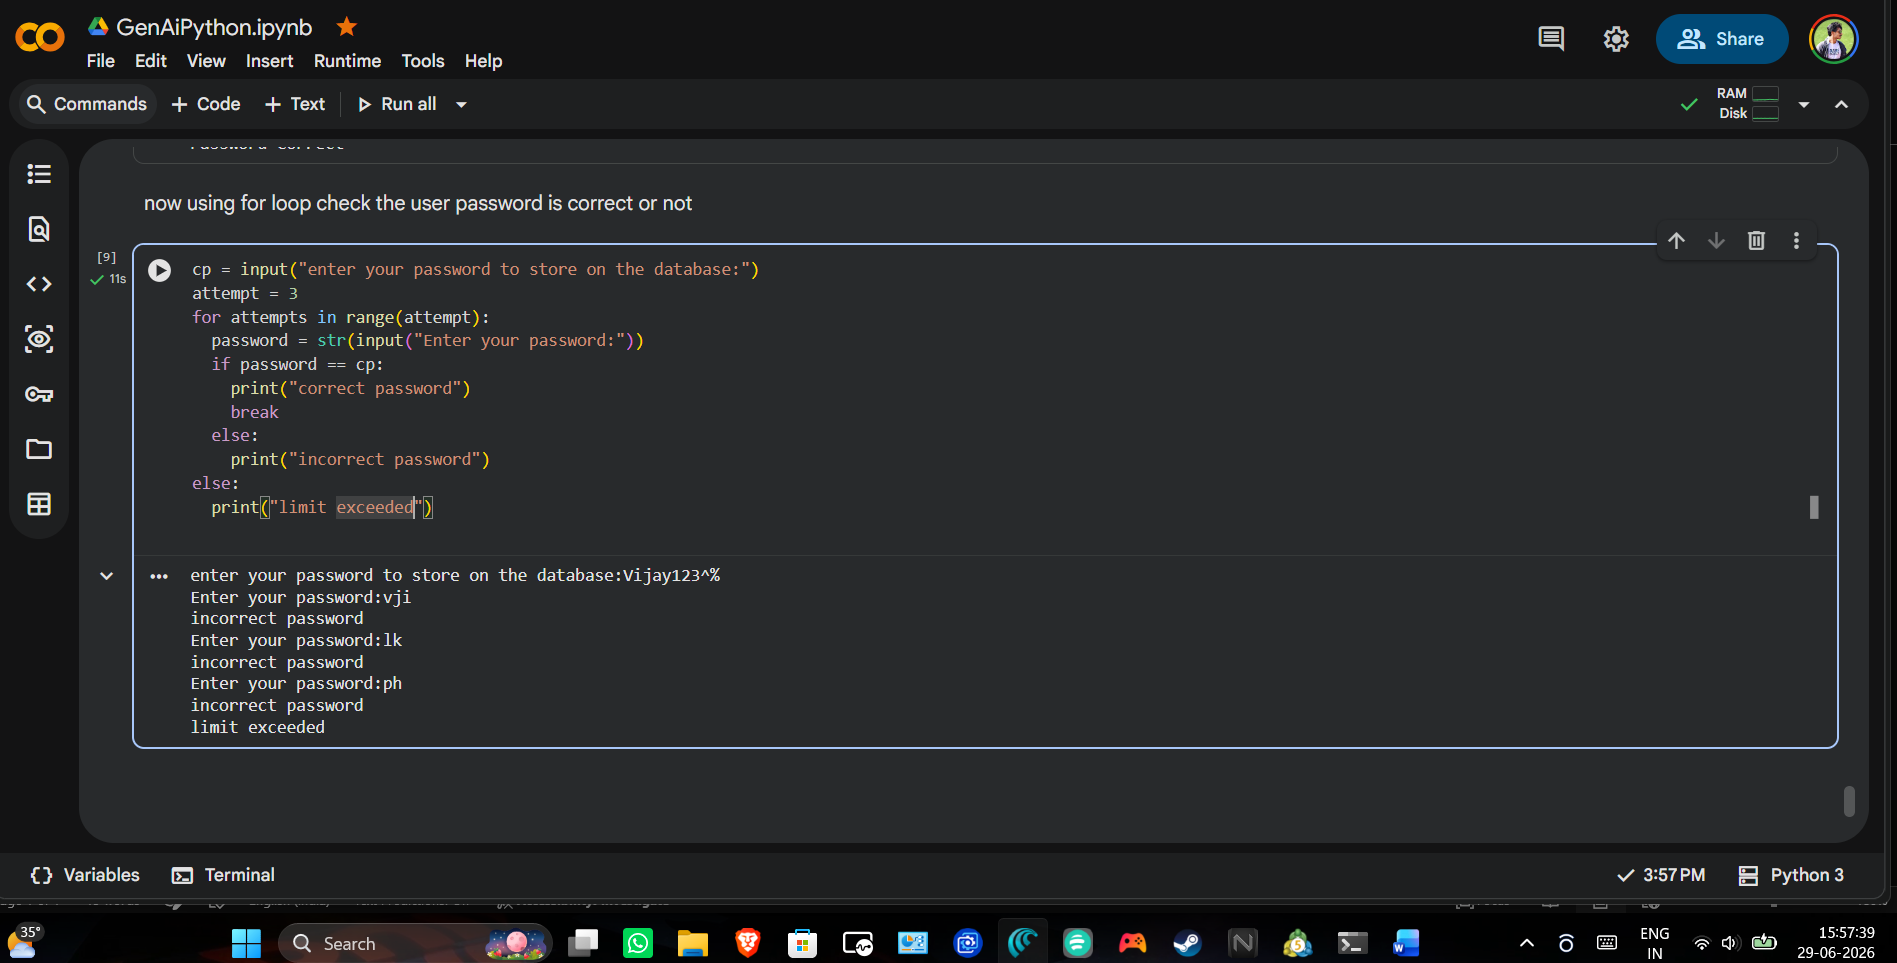 GenAiPython.ipynb
Share
File Edit View Insert Runtime Tools Help
Commands + Code + Text Run all
RAM
Disk
Password correct
now using for loop check the user password is correct or not
[9]
11s
cp = input("enter your password to store on the database:")
attempt = 3
for attempts in range(attempt):
  password = str(input("Enter your password:"))
  if password == cp:
    print("correct password")
    break
  else:
    print("incorrect password")
else:
  print("limit exceeded")
enter your password to store on the database:Vijay123^%
Enter your password:vji
incorrect password
Enter your password:lk
incorrect password
Enter your password:ph
incorrect password
limit exceeded
{} Variables Terminal
3:57 PM Python 3
35°
Search
ENG
IN
15:57:39
29-06-2026